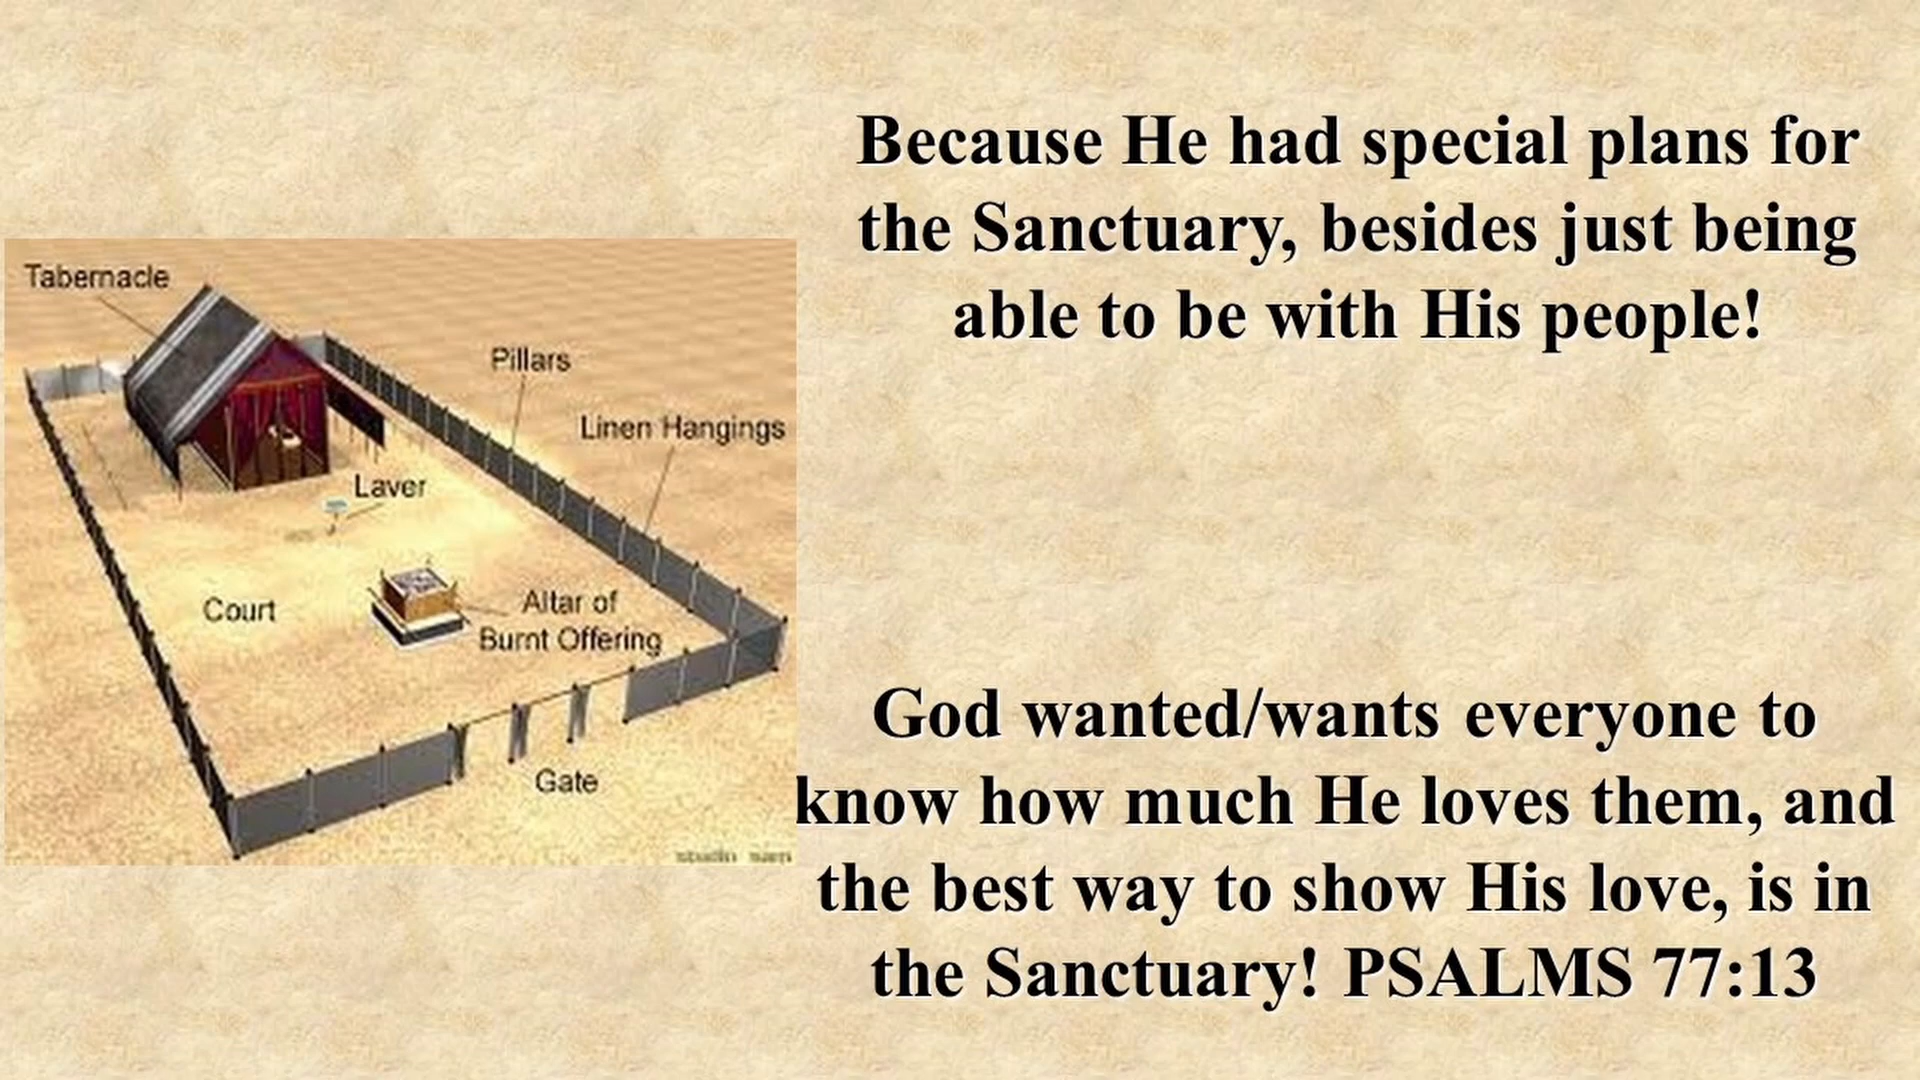 Because He had special plans for
the Sanctuary, besides just being
able to be with His people!
Tabernacle
Pillars
Linen Hangings
Laver
Court
Altar of
Burnt Offering
Gate
God wanted/wants everyone to
know how much He loves them, and
the best way to show His love, is in
the Sanctuary! PSALMS 77:13